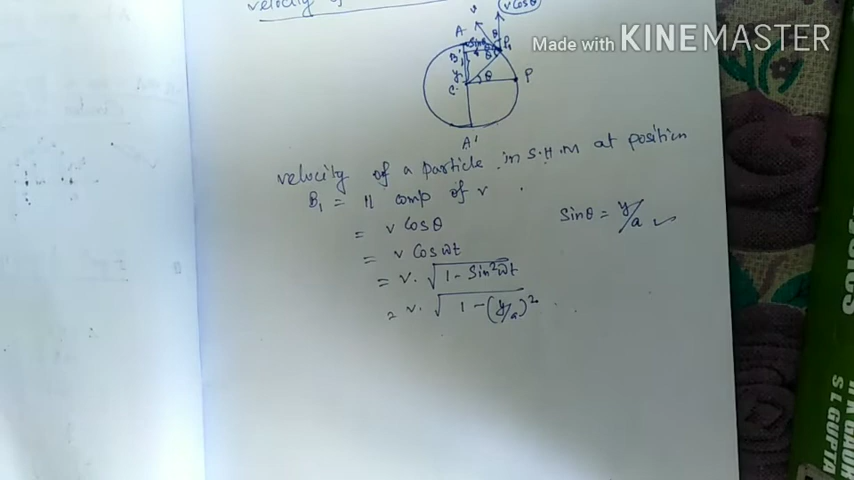 velocity of
v
v cosθ
Made with KINEMASTER
A
P1
B1
y
θ
P
C
A'
velocity of a particle in S.H.M at position
B1 = || comp of v
= v cosθ
sinθ = y/a
= v cos ωt
= v. √1 - sin²ωt
= v. √1 - (y/a)²
S L GUPTA